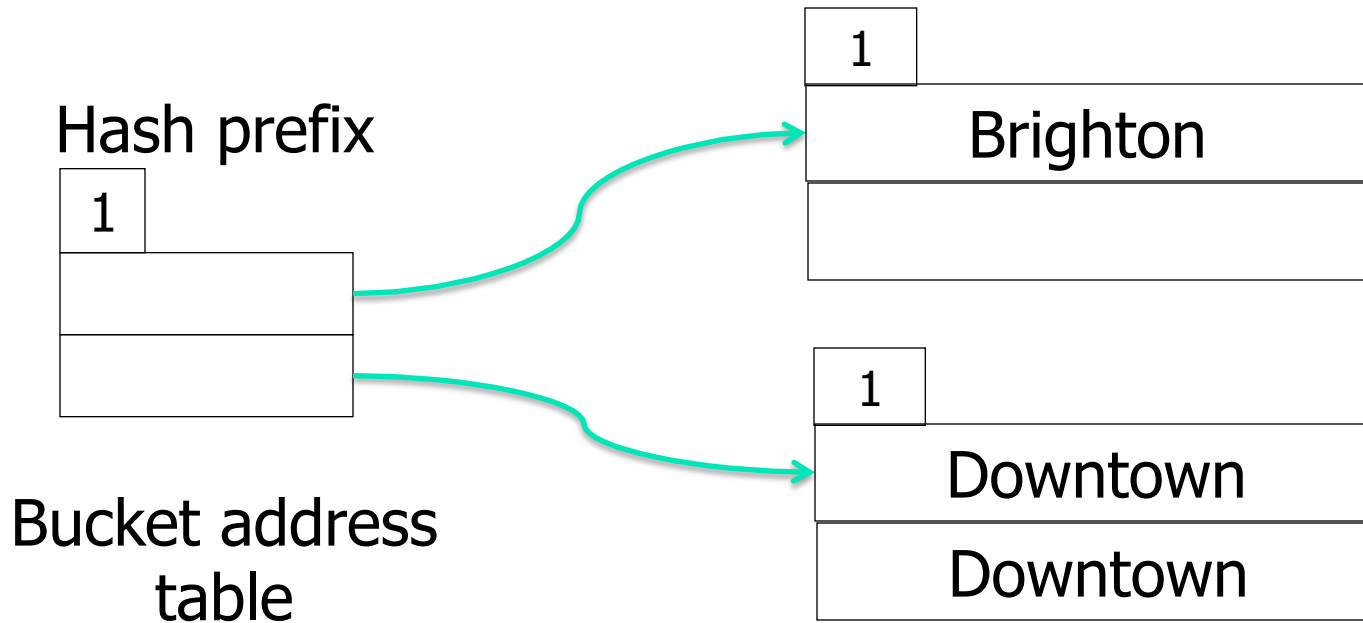 Hash prefix
1
Bucket address
table
1
Brighton
1
Downtown
Downtown